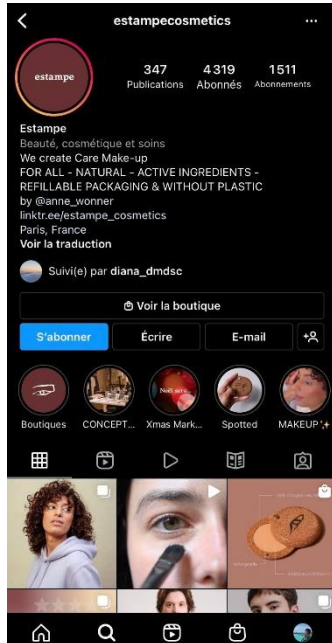 estampecosmetics
estampe
347 4319 1511
Publications Abonnés Abonnements
Estampe
Beauté, cosmétique et soins
We create Care Make-up
FOR ALL - NATURAL - ACTIVE INGREDIENTS -
REFILLABLE PACKAGING & WITHOUT PLASTIC
by @anne_wonner
linktr.ee/estampe_cosmetics
Paris, France
Voir la traduction
Suivi(e) par diana_dmdsc
Voir la boutique
S'abonner Écrire E-mail
Boutiques CONCEPT... Xmas Mark... Spotted MAKEUP✨